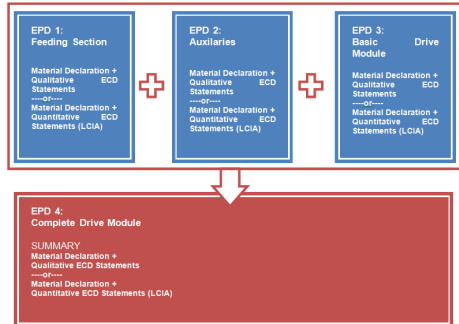 EPD 1:
Feeding Section
Material Declaration +
Qualitative ECD
Statements
----or----
Material Declaration +
Quantitative ECD
Statements (LCIA)
EPD 2:
Auxilaries
Material Declaration +
Qualitative ECD
Statements
----or----
Material Declaration +
Quantitative ECD
Statements (LCIA)
EPD 3:
Basic Drive
Module
Material Declaration +
Qualitative ECD
Statements
----or----
Material Declaration +
Quantitative ECD
Statements (LCIA)
EPD 4:
Complete Drive Module
SUMMARY
Material Declaration +
Qualitative ECD Statements
----or----
Material Declaration +
Quantitative ECD Statements (LCIA)